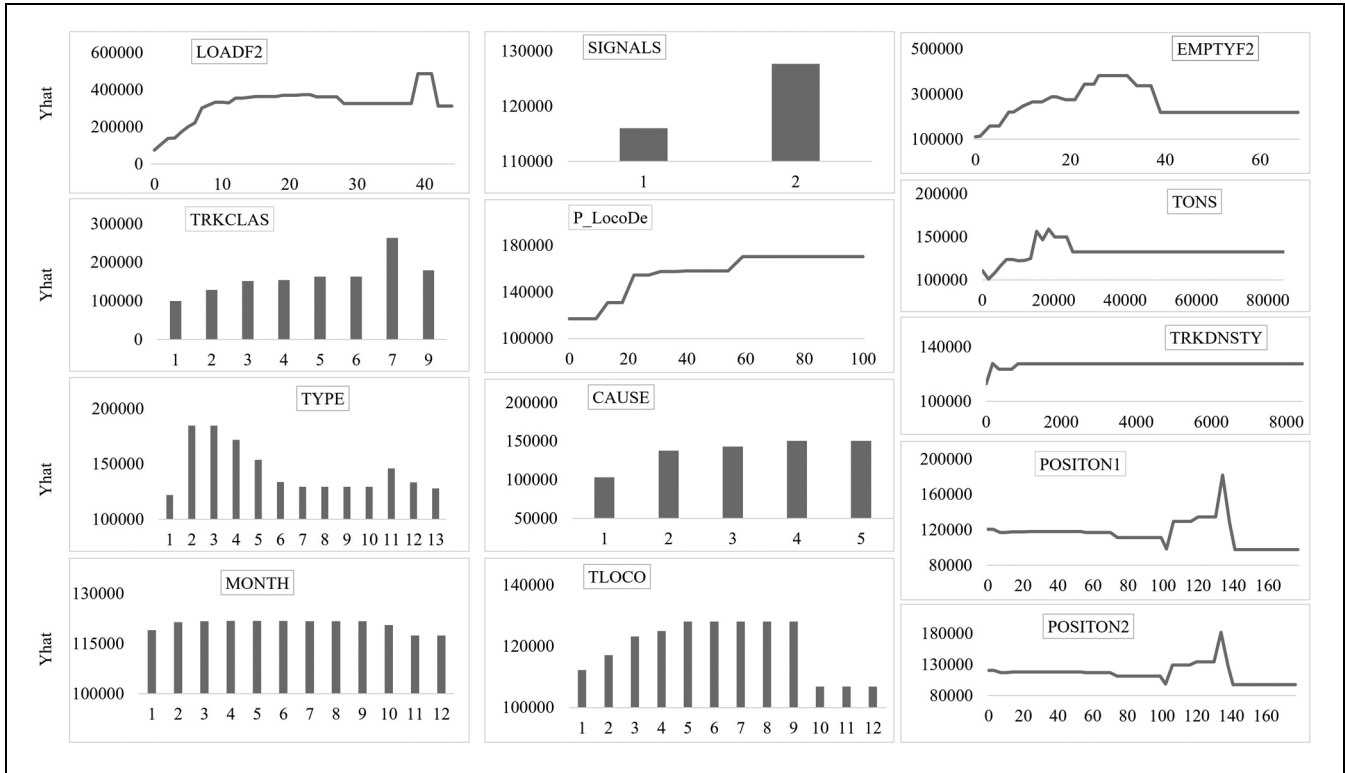 LOADF2
600000
400000
200000
0
0 10 20 30 40
Yhat
SIGNALS
130000
120000
110000
1 2
EMPTYF2
500000
300000
100000
0 20 40 60
TRKCLAS
300000
200000
100000
0
1 2 3 4 5 6 7 9
Yhat
P_LocoDe
180000
140000
100000
0 20 40 60 80 100
TONS
200000
150000
100000
0 20000 40000 60000 80000
TRKDNSTY
140000
100000
0 2000 4000 6000 8000
TYPE
200000
150000
100000
1 2 3 4 5 6 7 8 9 10 11 12 13
Yhat
CAUSE
200000
150000
100000
50000
1 2 3 4 5
POSITON1
200000
160000
120000
80000
0 20 40 60 80 100 120 140 160
MONTH
130000
115000
100000
1 2 3 4 5 6 7 8 9 10 11 12
Yhat
TLOCO
140000
120000
100000
1 2 3 4 5 6 7 8 9 10 11 12
POSITON2
180000
130000
80000
0 20 40 60 80 100 120 140 160